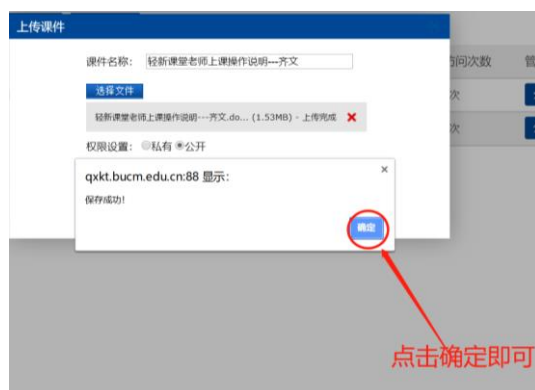 上传课件
课件名称： 轻新课堂老师上课操作说明---齐文
选择文件
轻新课堂老师上课操作说明---齐文.do... (1.53MB) - 上传完成
权限设置： 私有 公开
qxkt.bucm.edu.cn:88 显示：
保存成功!
确定
访问次数 管
次
次
点击确定即可